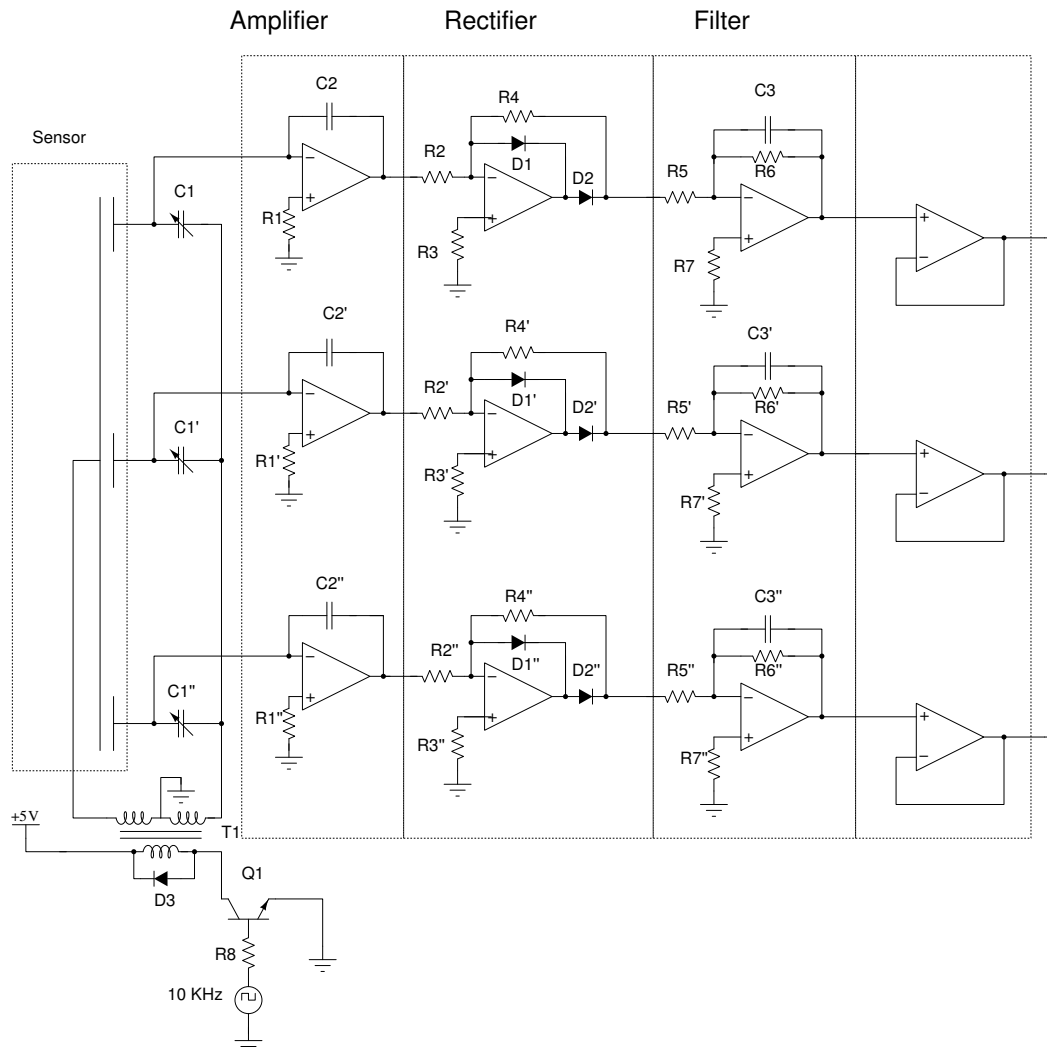 Amplifier Rectifier Filter
C2 R4 C3
Sensor
R2 D1 D2 R5 R6
C1
R1
R3 R7
C2' R4' C3'
R2' D1' D2' R5' R6'
C1'
R1' R3' R7'
C2" R4" C3"
R2" D1" D2" R5" R6"
C1"
R1" R3" R7"
+5V T1
Q1
D3
R8
10 KHz